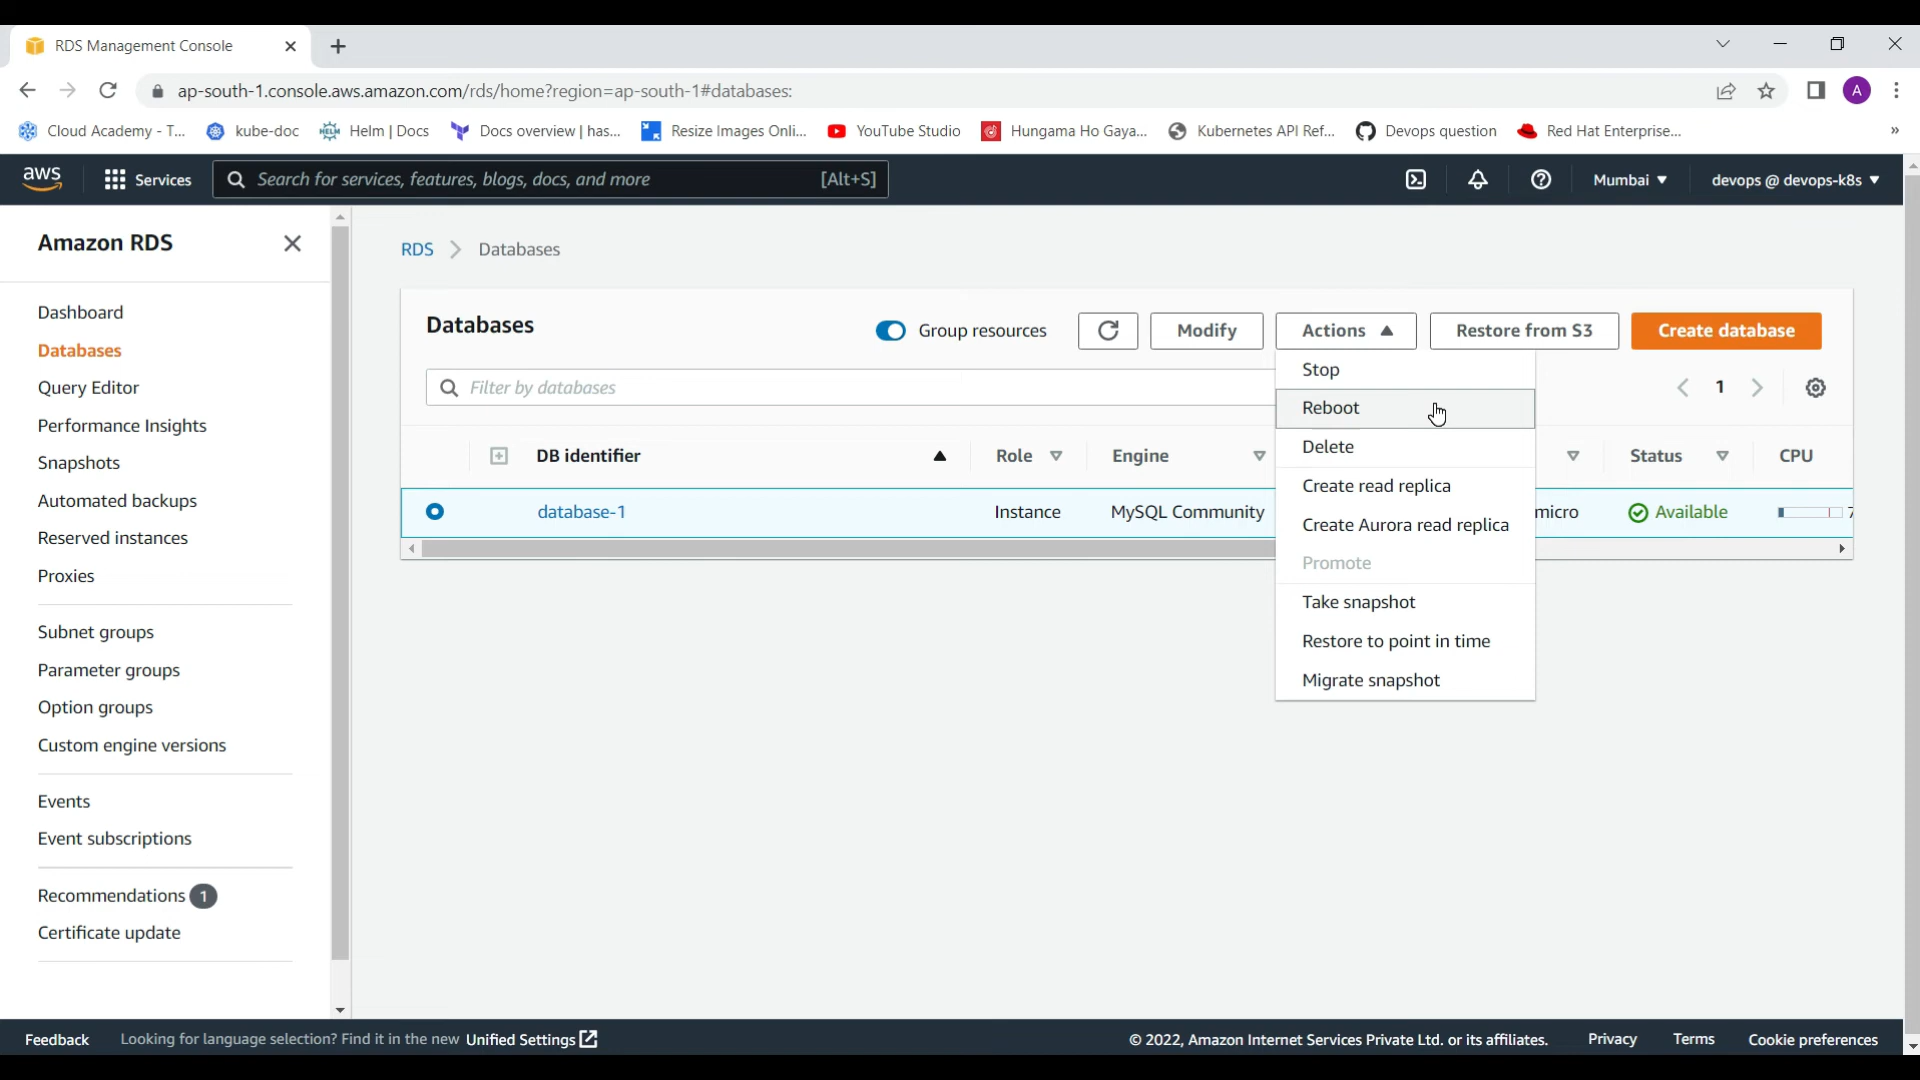 RDS Management Console
ap-south-1.console.aws.amazon.com/rds/home?region=ap-south-1#databases:
A
Cloud Academy - T...
kube-doc
Helm | Docs
Docs overview | has...
Resize Images Onli...
YouTube Studio
Hungama Ho Gaya...
Kubernetes API Ref...
Devops question
Red Hat Enterprise...
»
aws
Services
Search for services, features, blogs, docs, and more
[Alt+S]
Mumbai
devops @ devops-k8s
Amazon RDS
Dashboard
Databases
Query Editor
Performance Insights
Snapshots
Automated backups
Reserved instances
Proxies
Subnet groups
Parameter groups
Option groups
Custom engine versions
Events
Event subscriptions
Recommendations 1
Certificate update
RDS > Databases
Databases
Group resources
Modify
Actions
Restore from S3
Create database
Filter by databases
1
Stop
Reboot
Delete
Create read replica
Create Aurora read replica
Promote
Take snapshot
Restore to point in time
Migrate snapshot
DB identifier
Role
Engine
Status
CPU
database-1
Instance
MySQL Community
micro
Available
Feedback
Looking for language selection? Find it in the new Unified Settings
© 2022, Amazon Internet Services Private Ltd. or its affiliates.
Privacy
Terms
Cookie preferences